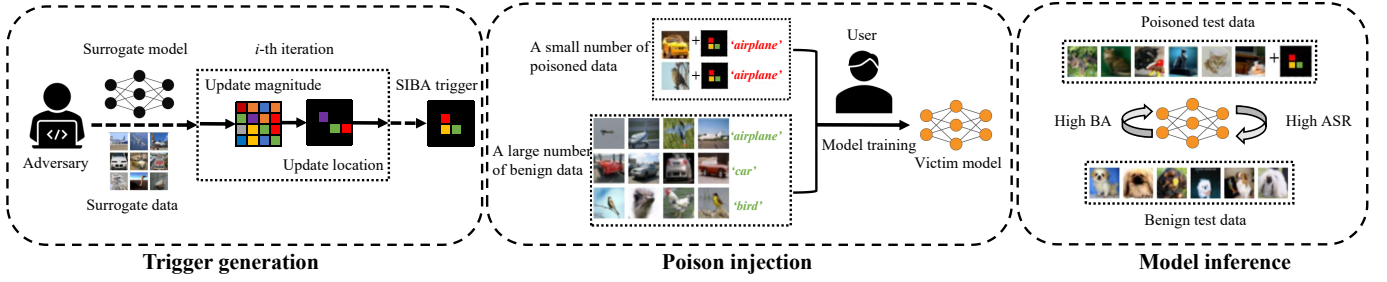 Surrogate model
Adversary
Surrogate data
i-th iteration
Update magnitude
Update location
SIBA trigger
Trigger generation
A small number of
poisoned data
'airplane'
'airplane'
A large number
of benign data
'airplane'
'car'
'bird'
User
Model training
Victim model
Poison injection
Poisoned test data
High BA
High ASR
Benign test data
Model inference